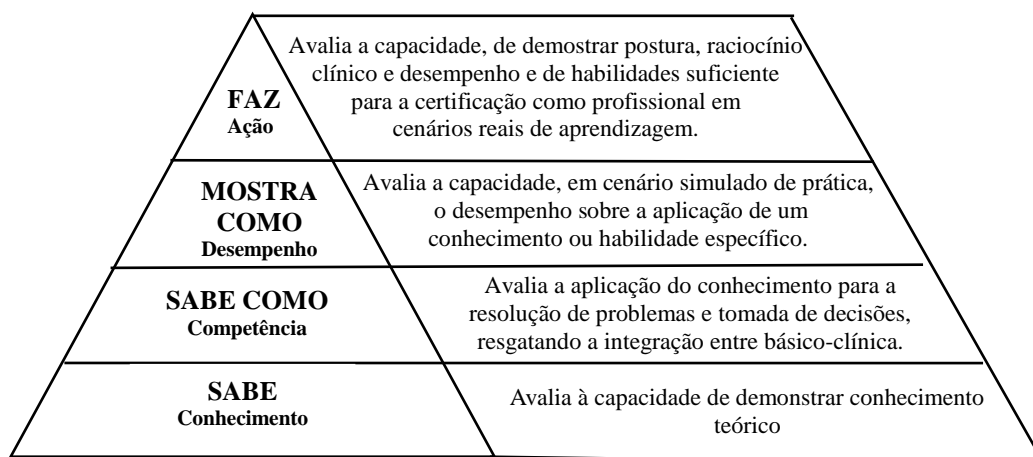 FAZ
Ação
Avalia a capacidade, de demostrar postura, raciocínio
clínico e desempenho e de habilidades suficiente
para a certificação como profissional em
cenários reais de aprendizagem.
MOSTRA
COMO
Desempenho
Avalia a capacidade, em cenário simulado de prática,
o desempenho sobre a aplicação de um
conhecimento ou habilidade específico.
SABE COMO
Competência
Avalia a aplicação do conhecimento para a
resolução de problemas e tomada de decisões,
resgatando a integração entre básico-clínica.
SABE
Conhecimento
Avalia à capacidade de demonstrar conhecimento
teórico